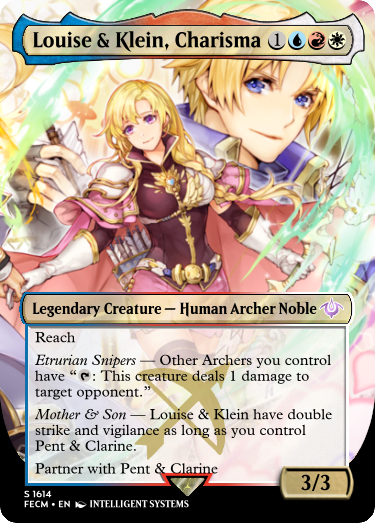 Louise & Klein, Charisma 1
Legendary Creature — Human Archer Noble
Reach
Etrurian Snipers — Other Archers you control
have “: This creature deals 1 damage to
target opponent.”
Mother & Son — Louise & Klein have double
strike and vigilance as long as you control
Pent & Clarine.
Partner with Pent & Clarine
3/3
S 1614
FECM • EN INTELLIGENT SYSTEMS